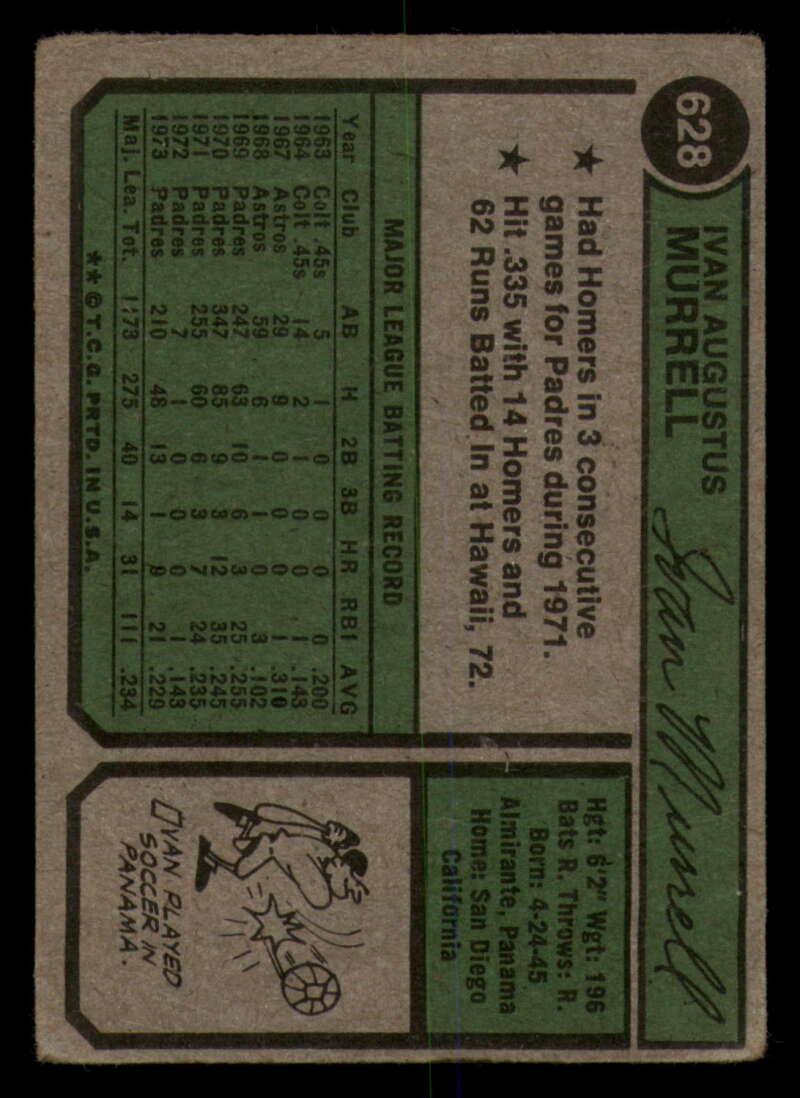 628
IVAN AUGUSTUS
MURRELL
Ivan Murrell
★ Had Homers in 3 consecutive
games for Padres during 1971.
★ Hit .335 with 14 Homers and
62 Runs Batted In at Hawaii, 72.
MAJOR LEAGUE BATTING RECORD
Year Club AB H 2B 3B HR RBI AVG
1963 Colt .45s 5 1 0 0 0 0 .200
1964 Colt .45s 14 2 1 0 0 1 .143
1967 Astros 29 9 0 0 0 1 .310
1968 Astros 59 6 1 1 0 3 .102
1969 Padres 247 63 10 6 3 25 .255
1970 Padres 347 85 9 3 12 35 .245
1971 Padres 255 60 6 3 7 24 .235
1972 Padres 7 1 0 0 0 1 .143
1973 Padres 210 48 13 1 9 21 .229
Maj. Lea. Tot. 1173 275 40 14 31 111 .234
**© T.C.G. PRTD. IN U.S.A.
Hgt: 6'2" Wgt: 196
Bats R. Throws: R.
Born: 4-24-45
Almirante, Panama
Home: San Diego
California
IVAN PLAYED
SOCCER IN
PANAMA.